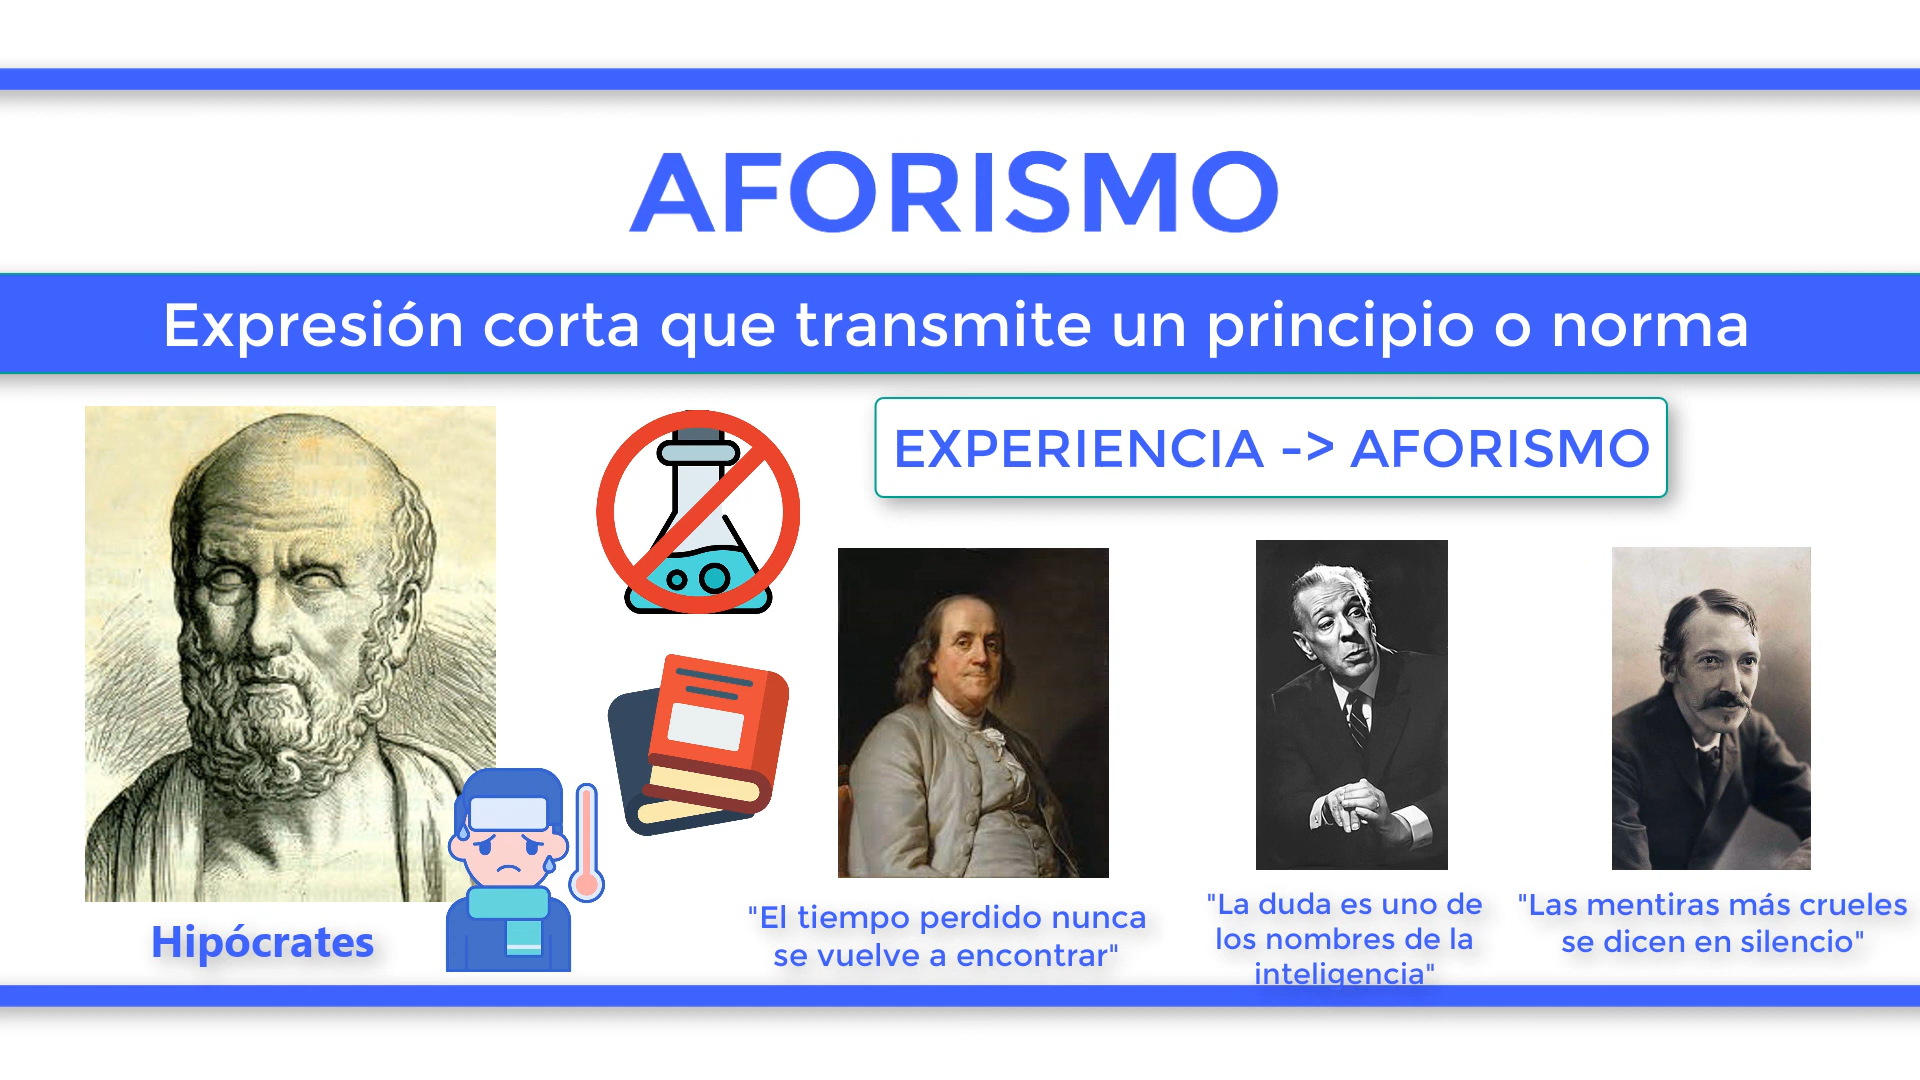 AFORISMO
Expresión corta que transmite un principio o norma
EXPERIENCIA -> AFORISMO
Hipócrates
"El tiempo perdido nunca
se vuelve a encontrar"
"La duda es uno de
los nombres de la
inteligencia"
"Las mentiras más crueles
se dicen en silencio"